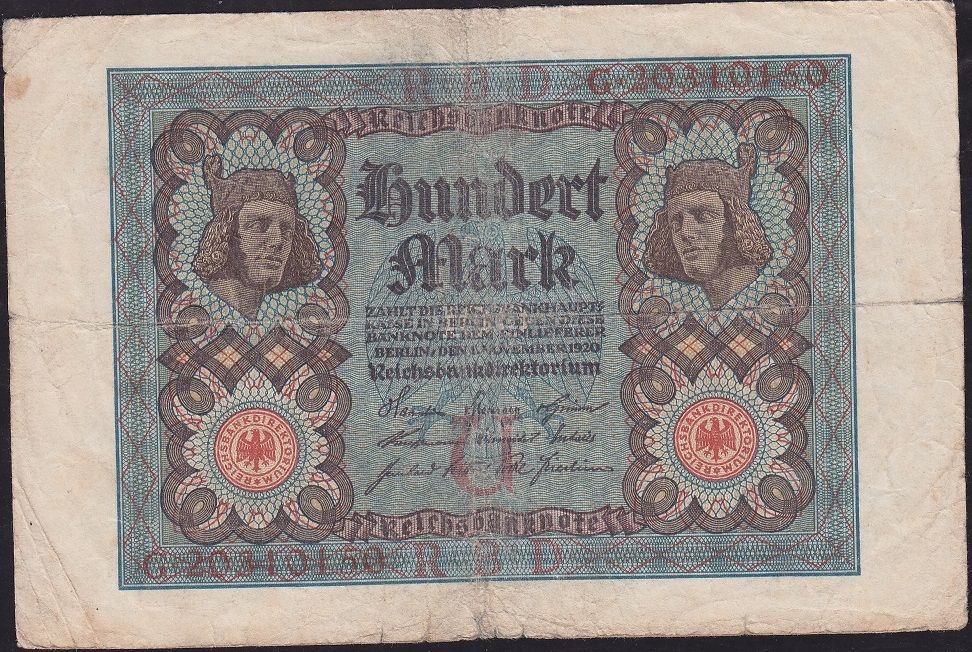 R B D G·20310150
Reichsbanknote
Hundert
Mark
ZAHLT DIE REICHSBANKHAUPT-
KASSE IN BERLIN GEGEN DIESE
BANKNOTE DEM EINLIEFERER
BERLIN, DEN 1. NOVEMBER 1920
Reichsbankdirektorium
U
REICHSBANKDIREKTORIUM
REICHSBANKDIREKTORIUM
Reichsbanknote
G·20310150 R B D